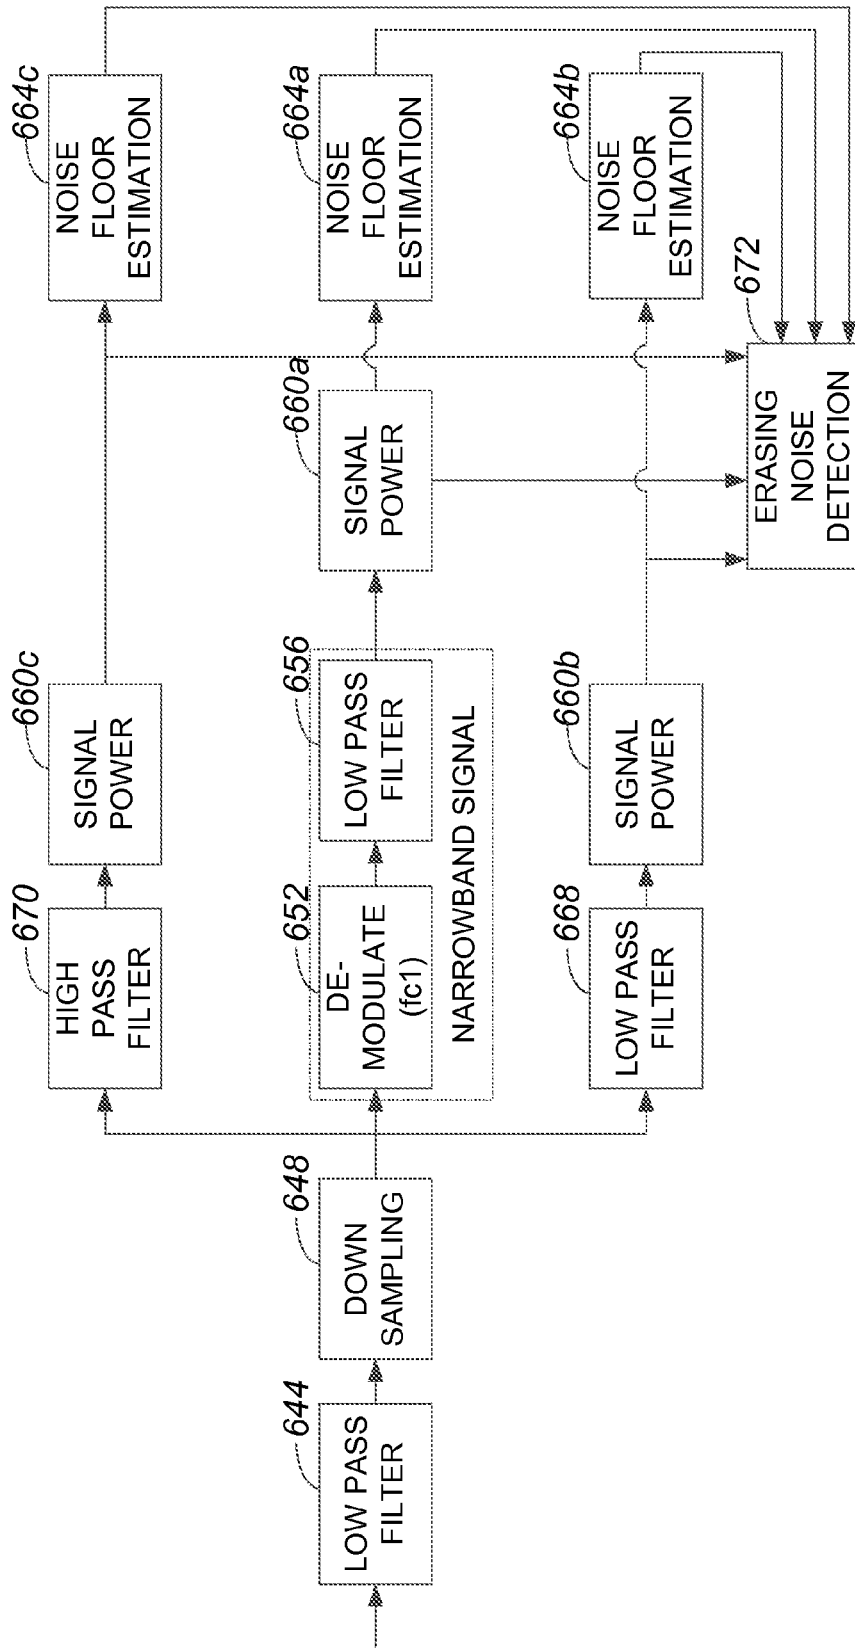 644
LOW PASS
FILTER
648
DOWN
SAMPLING
670
HIGH
PASS
FILTER
660c
SIGNAL
POWER
664c
NOISE
FLOOR
ESTIMATION
652
DE-
MODULATE
(fc1)
656
LOW PASS
FILTER
NARROWBAND SIGNAL
660a
SIGNAL
POWER
664a
NOISE
FLOOR
ESTIMATION
668
LOW PASS
FILTER
660b
SIGNAL
POWER
664b
NOISE
FLOOR
ESTIMATION
672
ERASING
NOISE
DETECTION